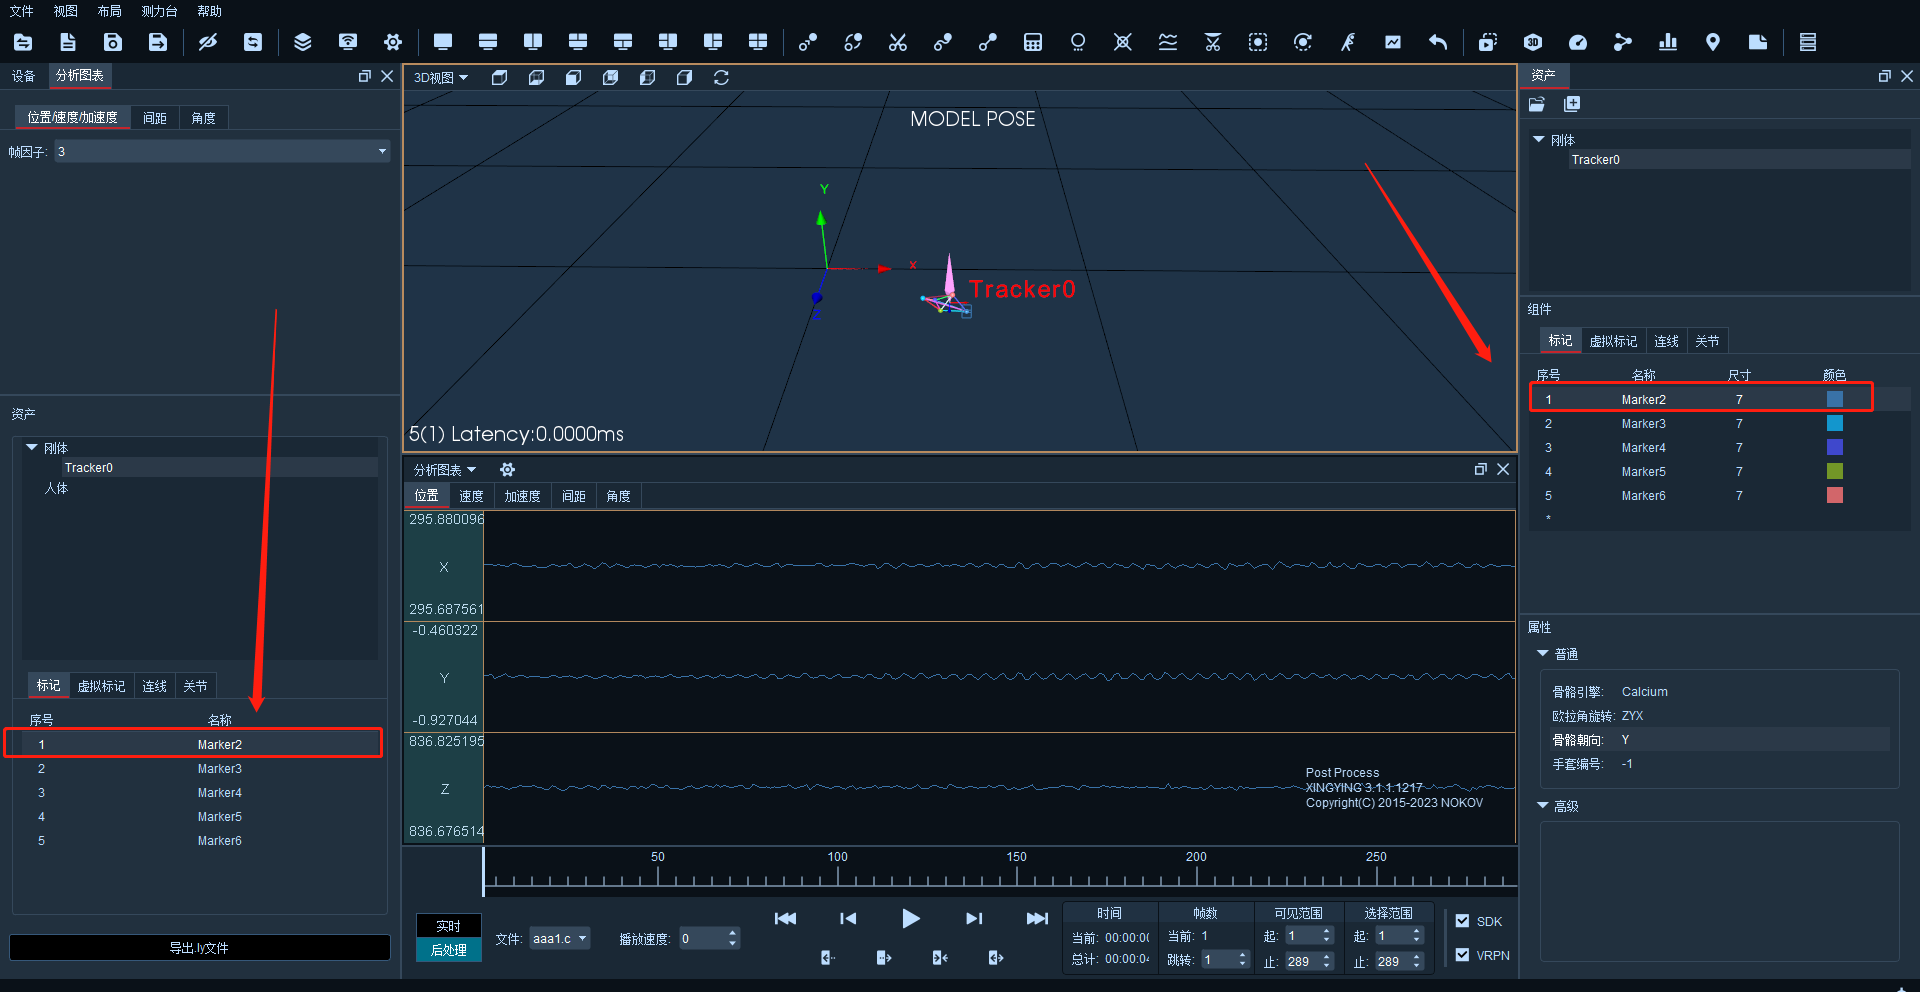 文件 视图 布局 测力台 帮助
设备 分析图表
位置/速度/加速度 间距 角度
帧因子: 3
资产
刚体
Tracker0
人体
标记 虚拟标记 连线 关节
序号 名称
1 Marker2
2 Marker3
3 Marker4
4 Marker5
5 Marker6
导出.ly文件
3D视图
MODEL POSE
Y
X
Z
Tracker0
5(1) Latency:0.0000ms
分析图表
位置 速度 加速度 间距 角度
295.880096
X
295.687561
-0.460322
Y
-0.927044
836.825195
Z
836.676514
Post Process
XINGYING 3.1.1.1217
Copyright(C) 2015-2023 NOKOV
50 100 150 200 250
实时
后处理
文件: aaa1.c
播放速度: 0
时间 帧数 可见范围 选择范围
当前: 00:00:00 当前: 1 起: 1 起: 1
总计: 00:00:04 跳转: 1 止: 289 止: 289
SDK
VRPN
资产
刚体
Tracker0
组件
标记 虚拟标记 连线 关节
序号 名称 尺寸 颜色
1 Marker2 7
2 Marker3 7
3 Marker4 7
4 Marker5 7
5 Marker6 7
*
属性
普通
骨骼引擎: Calcium
欧拉角旋转: ZYX
骨骼朝向: Y
手套编号: -1
高级